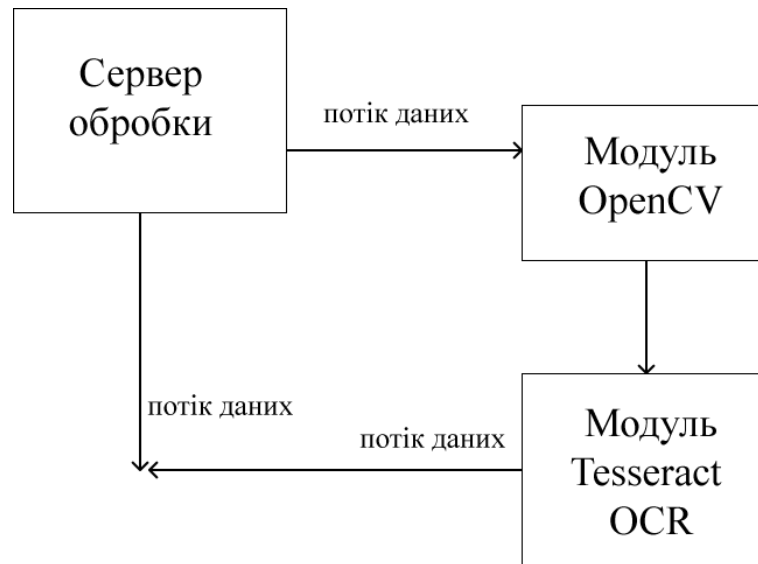 Сервер
обробки
потік даних
Модуль
OpenCV
потік даних
потік даних
Модуль
Tesseract
OCR